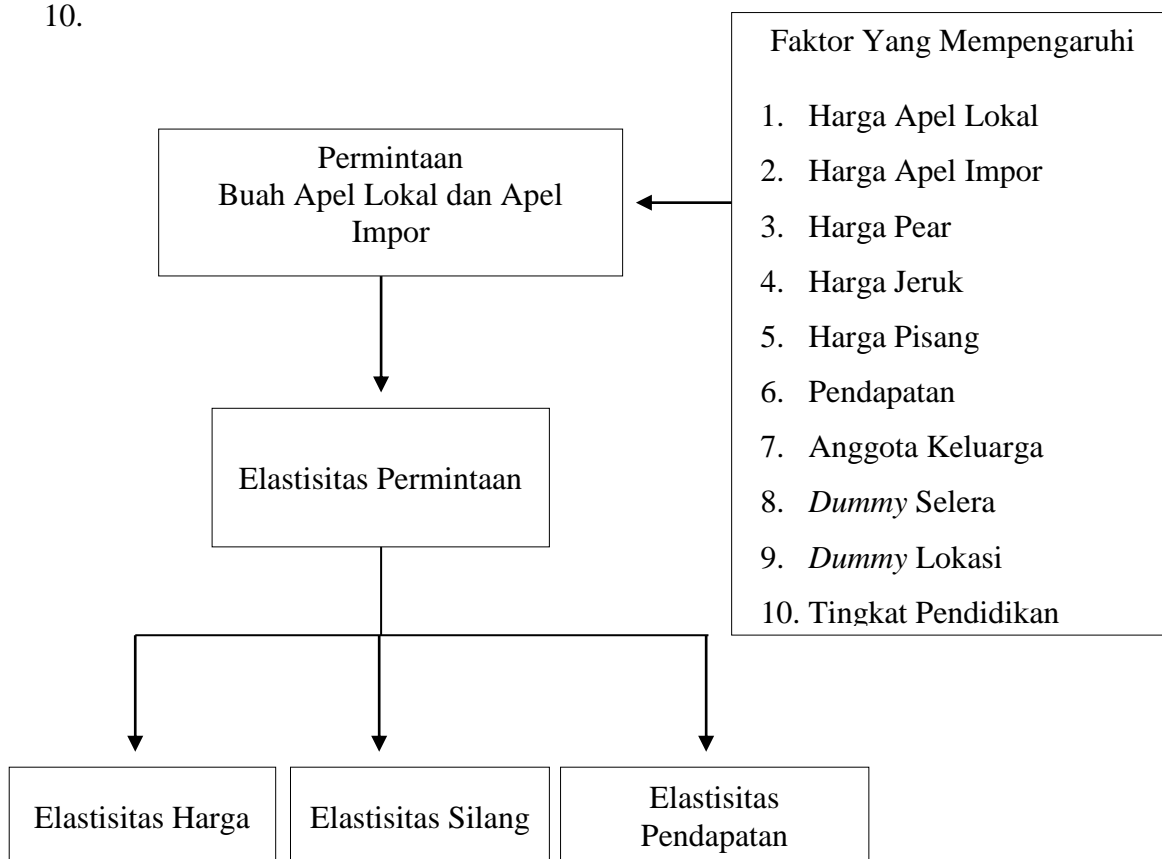 10.
Faktor Yang Mempengaruhi
1. Harga Apel Lokal
2. Harga Apel Impor
3. Harga Pear
4. Harga Jeruk
5. Harga Pisang
6. Pendapatan
7. Anggota Keluarga
8. Dummy Selera
9. Dummy Lokasi
10. Tingkat Pendidikan
Permintaan
Buah Apel Lokal dan Apel
Impor
Elastisitas Permintaan
Elastisitas Harga
Elastisitas Silang
Elastisitas
Pendapatan